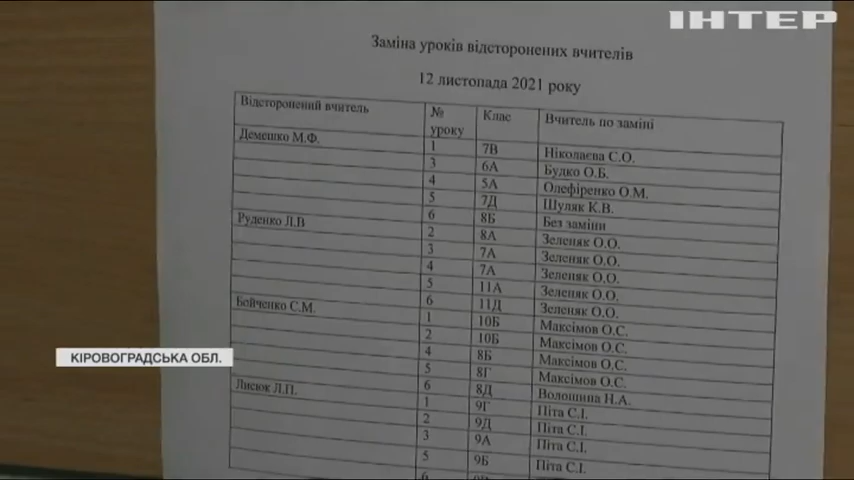 ІНТЕР
Заміна уроків відсторонених вчителів
12 листопада 2021 року
Відсторонений вчитель № уроку Клас Вчитель по заміні
Демешко М.Ф. 1 7В Ніколаєва С.О.
3 6А Будко О.Б.
4 5А Олефіренко О.М.
5 7Д Шуляк К.В.
6 8Б Без заміни
Руденко Л.В 2 8А Зеленяк О.О.
3 7А Зеленяк О.О.
4 7А Зеленяк О.О.
5 11А Зеленяк О.О.
6 11Д Зеленяк О.О.
Бойченко С.М. 1 10Б Максімов О.С.
2 10Б Максімов О.С.
4 8Б Максімов О.С.
5 8Г Максімов О.С.
6 8Д Волошина Н.А.
Лисюк Л.П. 1 9Г Піта С.І.
2 9Д Піта С.І.
3 9А Піта С.І.
5 9Б Піта С.І.
КІРОВОГРАДСЬКА ОБЛ.